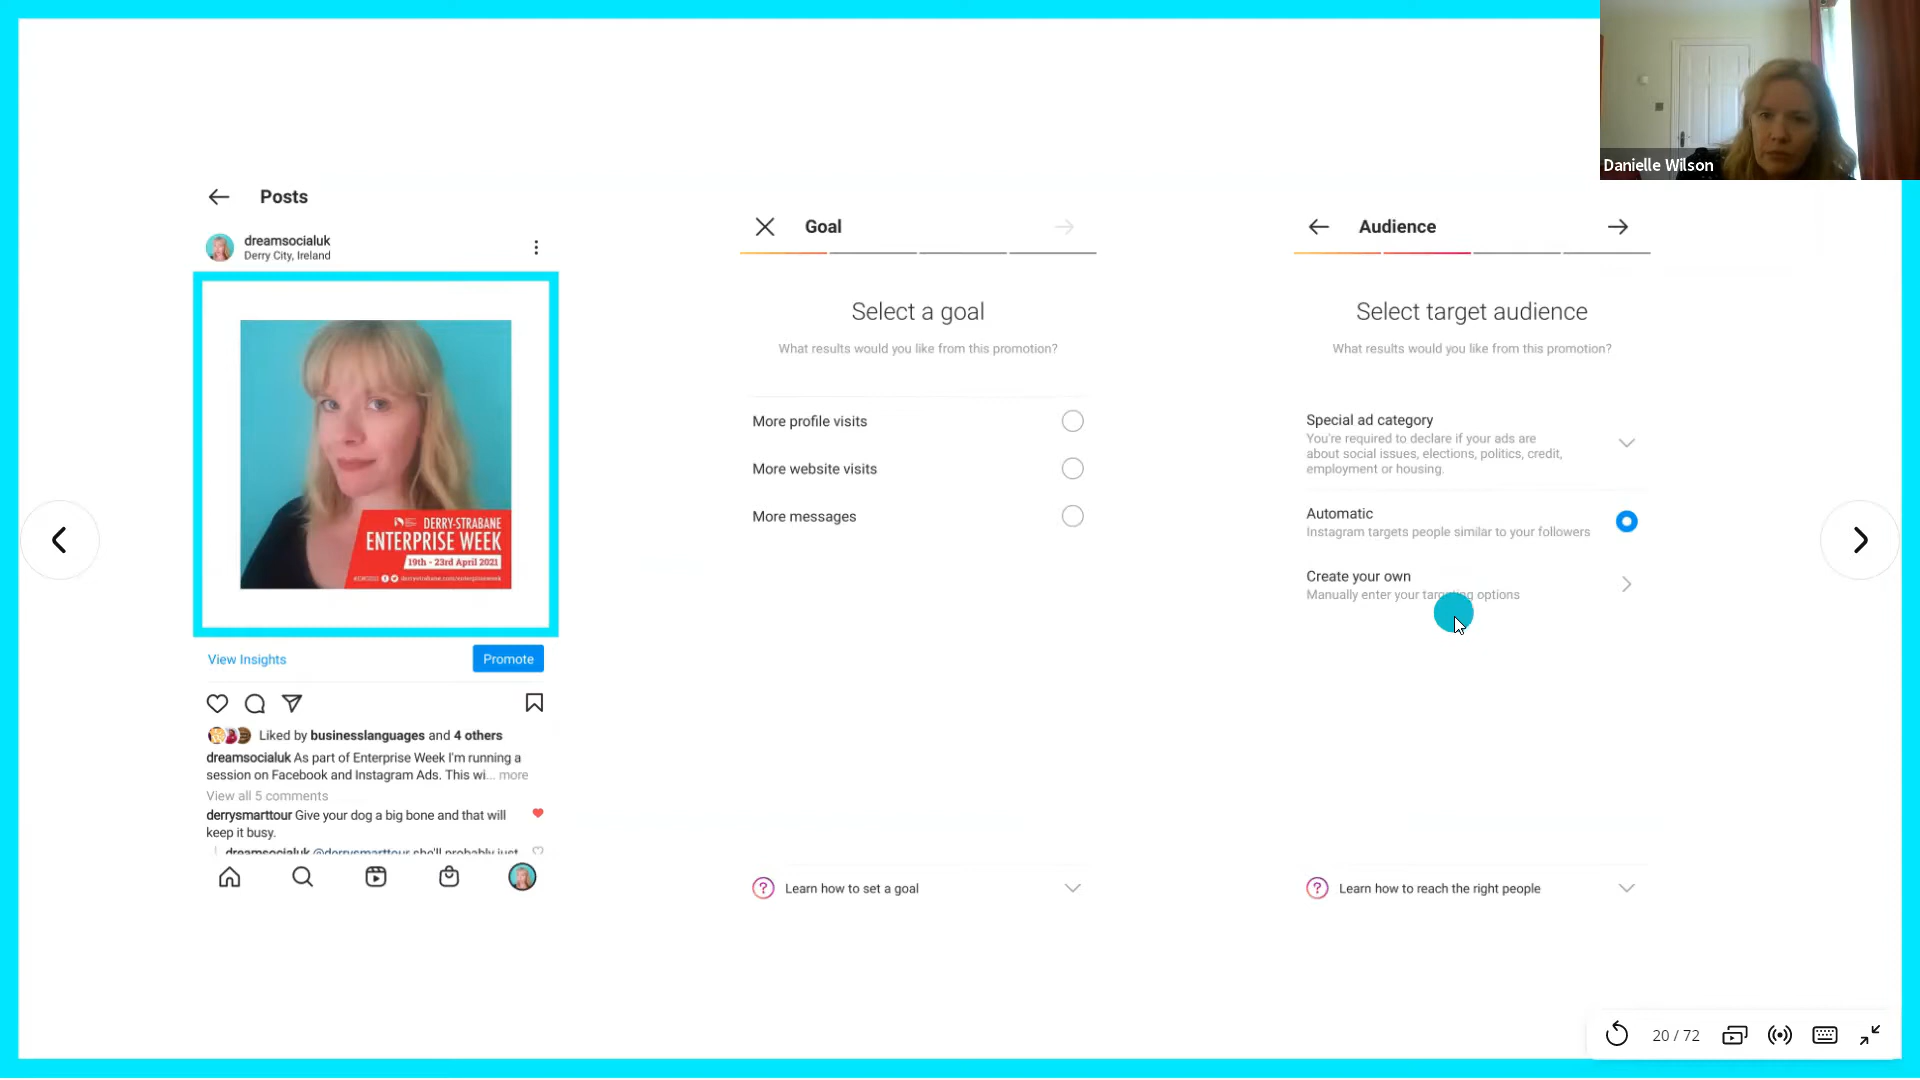 Danielle Wilson
Posts
dreamsocialuk
Derry City, Ireland
DERRY-STRABANE
ENTERPRISE WEEK
19th - 23rd April 2021
View Insights
Promote
Liked by businesslanguages and 4 others
dreamsocialuk As part of Enterprise Week I'm running a
session on Facebook and Instagram Ads. This wi... more
View all 5 comments
derrysmarttour Give your dog a big bone and that will
keep it busy.
dreamsocialuk @derrysmarttour she'll probably just
Goal
Select a goal
What results would you like from this promotion?
More profile visits
More website visits
More messages
Learn how to set a goal
Audience
Select target audience
What results would you like from this promotion?
Special ad category
You're required to declare if your ads are
about social issues, elections, politics, credit,
employment or housing.
Automatic
Instagram targets people similar to your followers
Create your own
Manually enter your targeting options
Learn how to reach the right people
20 / 72